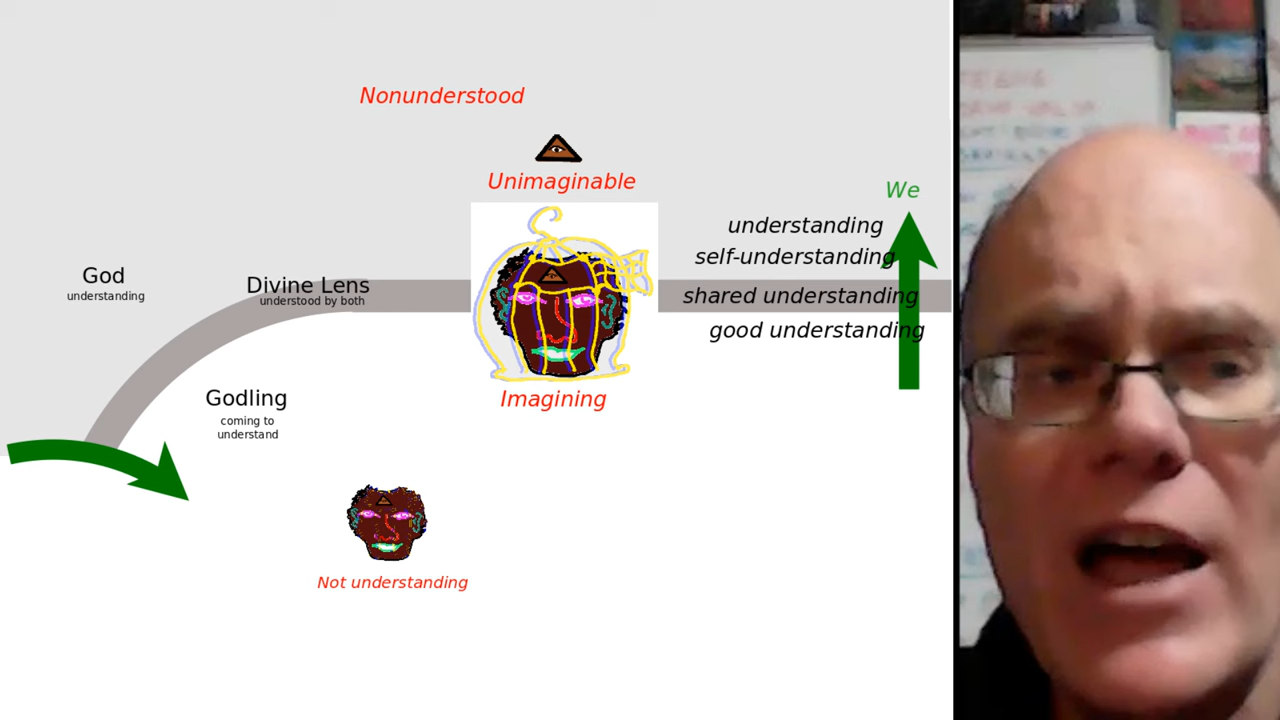 Nonunderstood
Unimaginable
We
understanding
self-understanding
God
understanding
Divine Lens
understood by both
shared understanding
good understanding
Godling
coming to
understand
Imagining
Not understanding